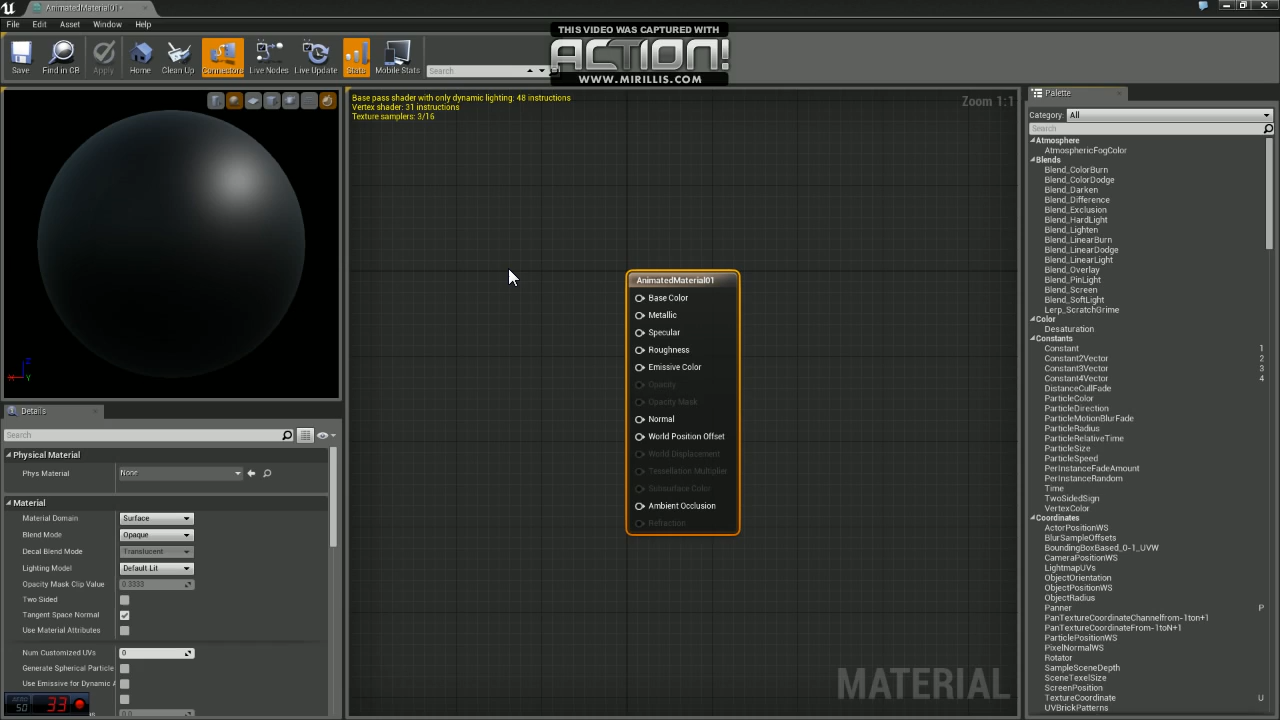 AnimatedMaterial01*
File Edit Asset Window Help
THIS VIDEO WAS CAPTURED WITH
ACTION!
WWW.MIRILLIS.COM
Save Find in CB Apply Home Clean Up Connectors Live Nodes Live Update Stats Mobile Stats Search
Base pass shader with only dynamic lighting: 48 instructions
Vertex shader: 31 instructions
Texture samplers: 3/16
Zoom 1:1
AnimatedMaterial01
Base Color
Metallic
Specular
Roughness
Emissive Color
Opacity
Opacity Mask
Normal
World Position Offset
World Displacement
Tessellation Multiplier
Subsurface Color
Ambient Occlusion
Refraction
MATERIAL
Z
X Y
Details
Search
Physical Material
Phys Material None
Material
Material Domain Surface
Blend Mode Opaque
Decal Blend Mode Translucent
Lighting Model Default Lit
Opacity Mask Clip Value 0.3333
Two Sided
Tangent Space Normal
Use Material Attributes
Num Customized UVs 0
Generate Spherical Particle
Use Emissive for Dynamic A
50 33
Palette
Category: All
Search
Atmosphere
AtmosphericFogColor
Blends
Blend_ColorBurn
Blend_ColorDodge
Blend_Darken
Blend_Difference
Blend_Exclusion
Blend_HardLight
Blend_Lighten
Blend_LinearBurn
Blend_LinearDodge
Blend_LinearLight
Blend_Overlay
Blend_PinLight
Blend_Screen
Blend_SoftLight
Lerp_ScratchGrime
Color
Desaturation
Constants
Constant 1
Constant2Vector 2
Constant3Vector 3
Constant4Vector 4
DistanceCullFade
ParticleColor
ParticleDirection
ParticleMotionBlurFade
ParticleRadius
ParticleRelativeTime
ParticleSize
ParticleSpeed
PerInstanceFadeAmount
PerInstanceRandom
Time
TwoSidedSign
VertexColor
Coordinates
ActorPositionWS
BlurSampleOffsets
BoundingBoxBased_0-1_UVW
CameraPositionWS
LightmapUVs
ObjectOrientation
ObjectPositionWS
ObjectRadius
Panner P
PanTextureCoordinateChannelfrom-1ton+1
PanTextureCoordinateFrom-1toN+1
ParticlePositionWS
PixelNormalWS
Rotator
SampleSceneDepth
SceneTexelSize
ScreenPosition
TextureCoordinate U
UVBrickPatterns